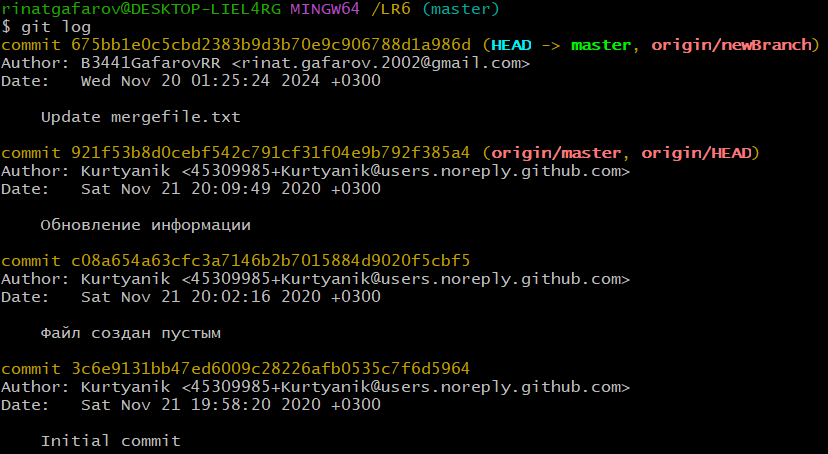 rinatgafarov@DESKTOP-LIEL4RG MINGW64 /LR6 (master)
$ git log
commit 675bb1e0c5cbd2383b9d3b70e9c906788d1a986d (HEAD -> master, origin/newBranch)
Author: B3441GafarovRR <rinat.gafarov.2002@gmail.com>
Date:   Wed Nov 20 01:25:24 2024 +0300
    Update mergefile.txt
commit 921f53b8d0cebf542c791cf31f04e9b792f385a4 (origin/master, origin/HEAD)
Author: Kurtyanik <45309985+Kurtyanik@users.noreply.github.com>
Date:   Sat Nov 21 20:09:49 2020 +0300
    Обновление информации
commit c08a654a63cfc3a7146b2b7015884d9020f5cbf5
Author: Kurtyanik <45309985+Kurtyanik@users.noreply.github.com>
Date:   Sat Nov 21 20:02:16 2020 +0300
    Файл создан пустым
commit 3c6e9131bb47ed6009c28226afb0535c7f6d5964
Author: Kurtyanik <45309985+Kurtyanik@users.noreply.github.com>
Date:   Sat Nov 21 19:58:20 2020 +0300
    Initial commit